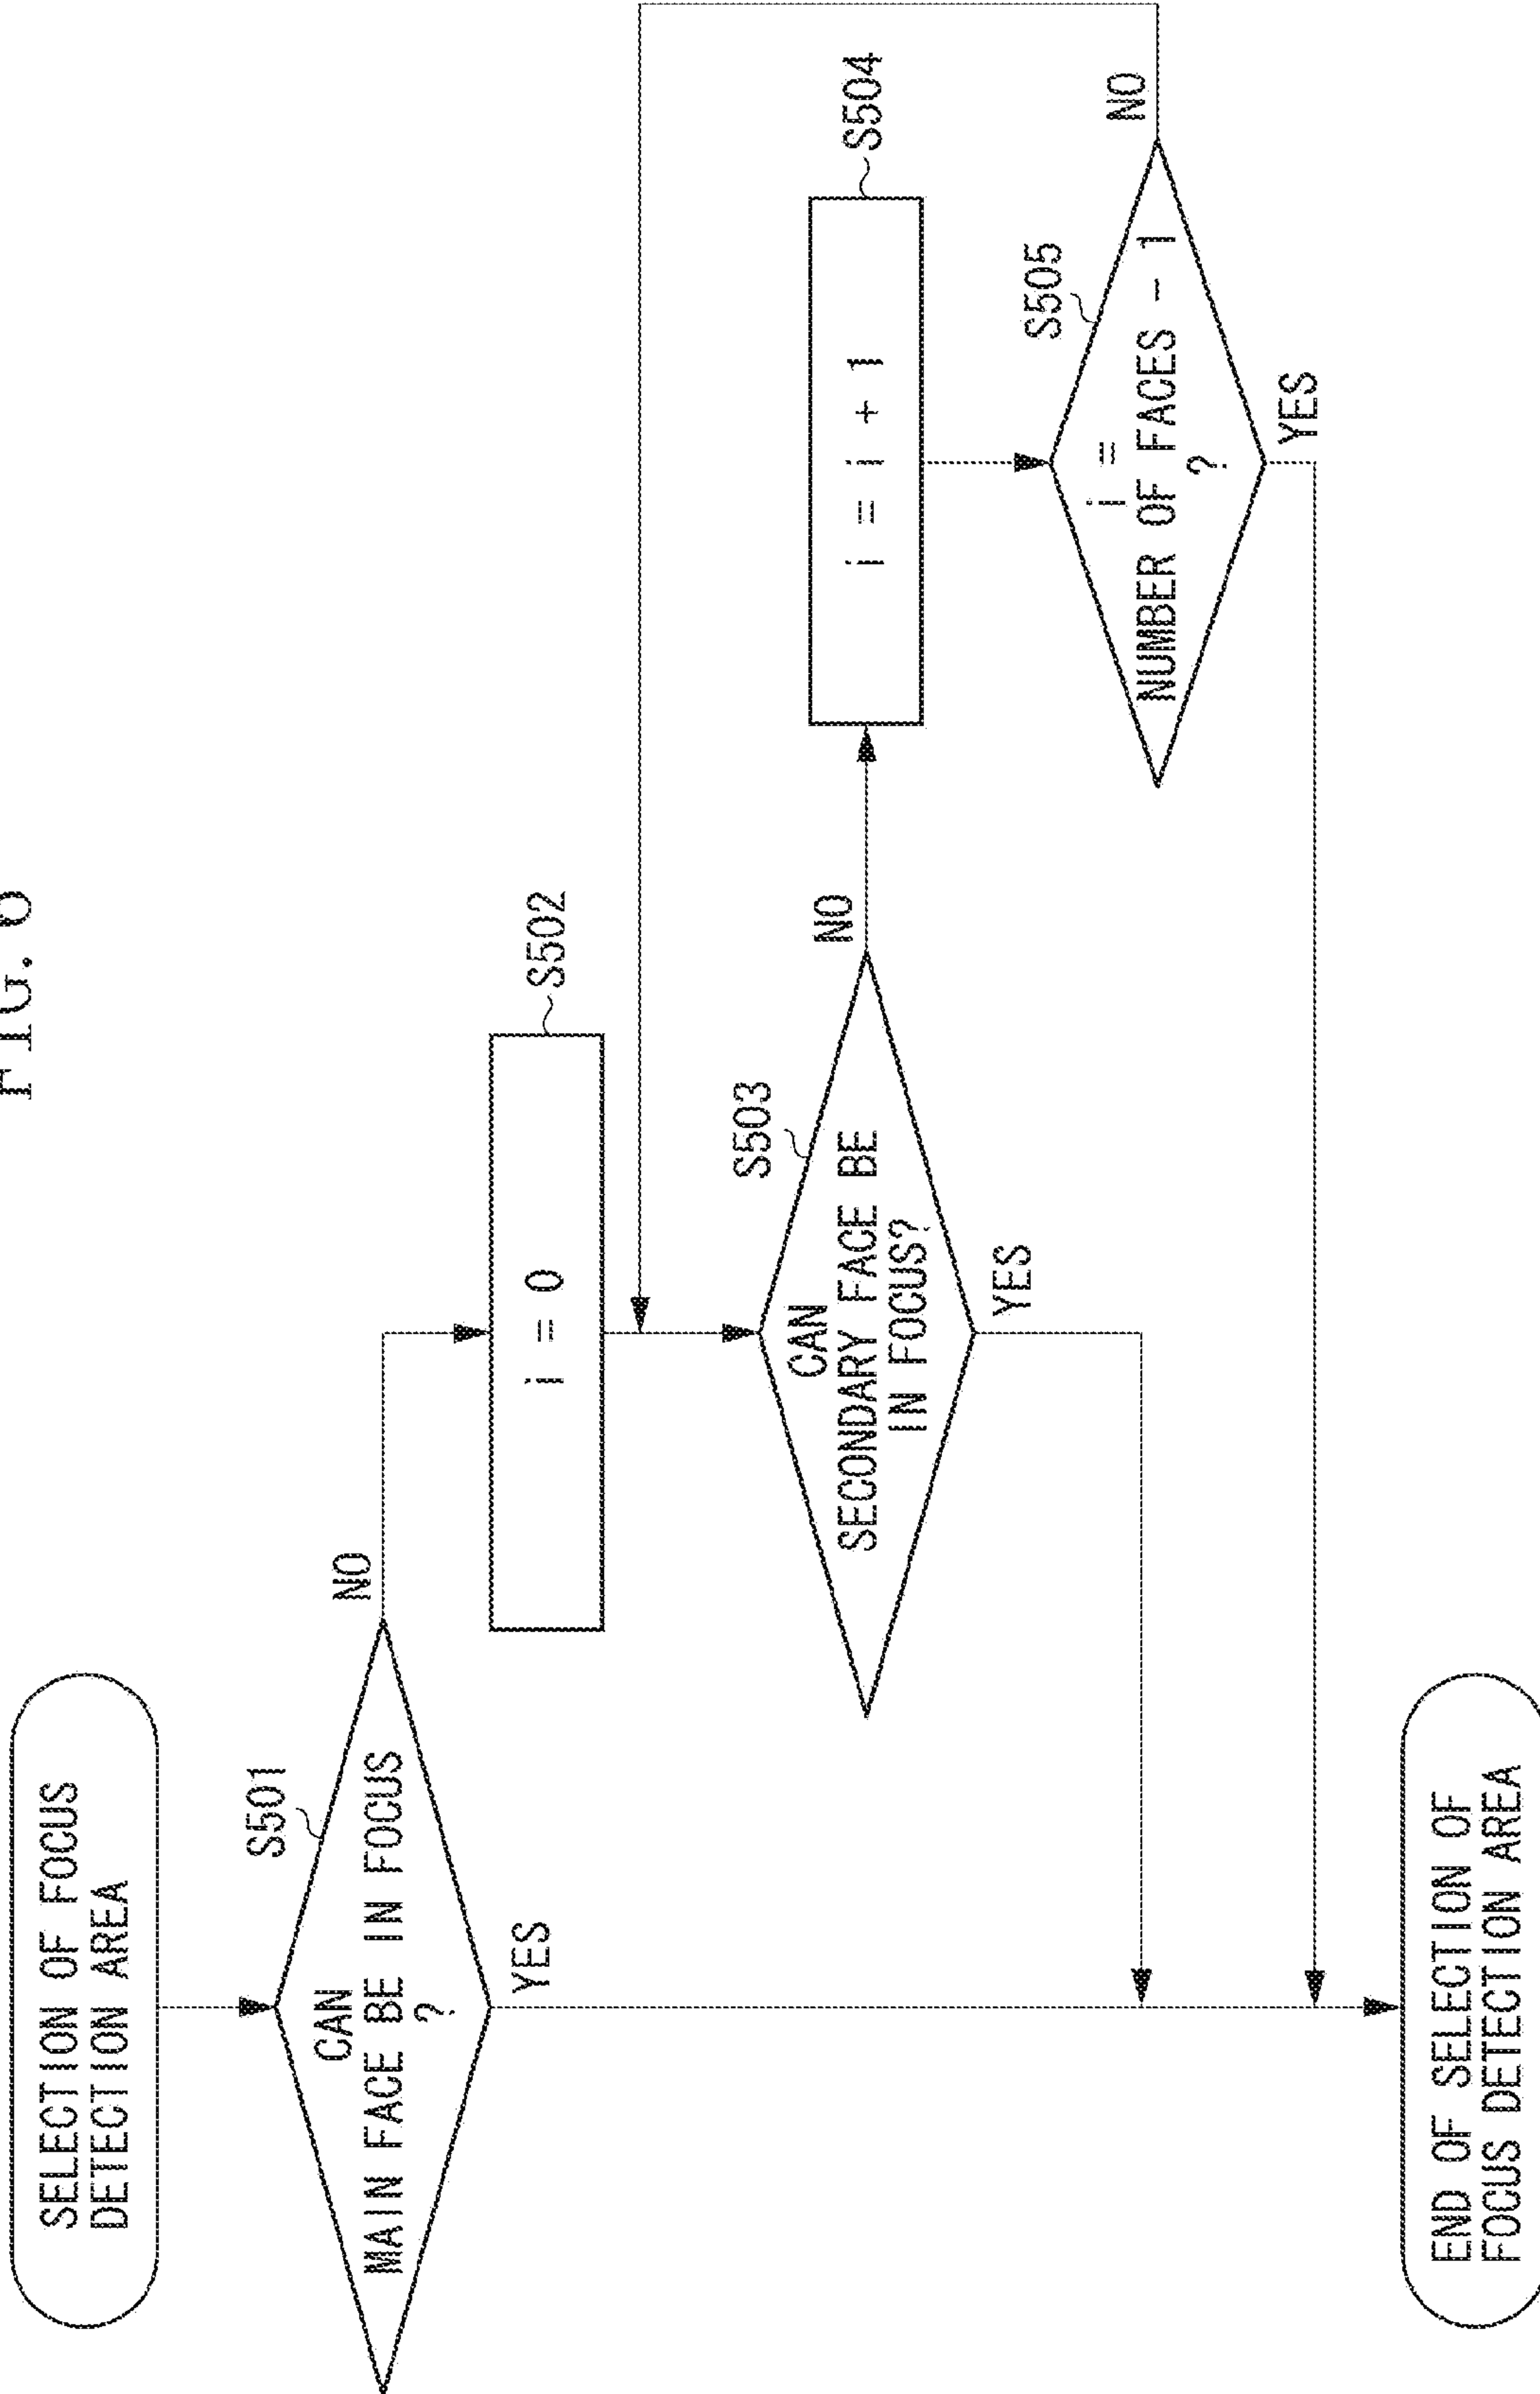 FIG. 6
SELECTION OF FOCUS
DETECTION AREA
S501
CAN
MAIN FACE BE IN FOCUS
?
NO
YES
S502
i = 0
S503
CAN
SECONDARY FACE BE
IN FOCUS?
NO
YES
S504
i = i + 1
S505
i =
NUMBER OF FACES - 1
?
NO
YES
END OF SELECTION OF
FOCUS DETECTION AREA